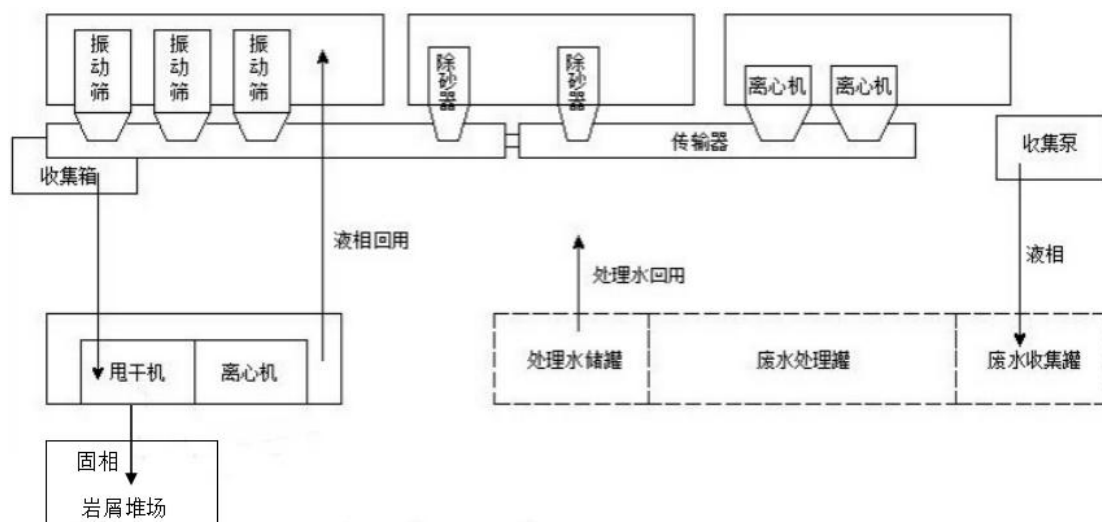 振动筛
振动筛
振动筛
除砂器
除砂器
离心机
离心机
传输器
收集泵
收集箱
液相回用
处理水回用
液相
甩干机
离心机
处理水储罐
废水处理罐
废水收集罐
固相
岩屑堆场